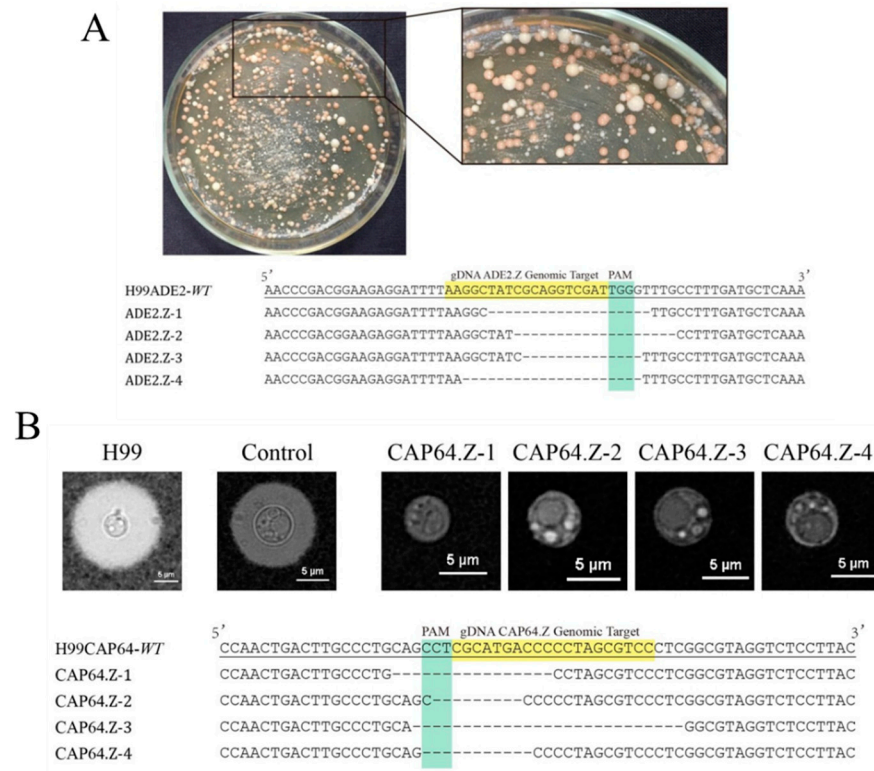 A
5′ gDNA ADE2.Z Genomic Target PAM 3′
H99ADE2-WT AACCCGACGGAAGAGGATTTTAAGGCTATCGCAGGTCGATTGGGTTTGCCTTTGATGCTCAAA
ADE2.Z-1 AACCCGACGGAAGAGGATTTTAAGGC-------------------TTGCCTTTGATGCTCAAA
ADE2.Z-2 AACCCGACGGAAGAGGATTTTAAGGCTAT-------------------CCTTTGATGCTCAAA
ADE2.Z-3 AACCCGACGGAAGAGGATTTTAAGGCTATC--------------TTTGCCTTTGATGCTCAAA
ADE2.Z-4 AACCCGACGGAAGAGGATTTTAA---------------------TTTGCCTTTGATGCTCAAA
B
H99 Control CAP64.Z-1 CAP64.Z-2 CAP64.Z-3 CAP64.Z-4
5 µm 5 µm 5 µm 5 µm 5 µm 5 µm
5′ PAM gDNA CAP64.Z Genomic Target 3′
H99CAP64-WT CCAACTGACTTGCCCTGCAGCCTCGCATGACCCCCTAGCGTCCCTCGGCGTAGGTCTCCTTAC
CAP64.Z-1 CCAACTGACTTGCCCTG----------------CCTAGCGTCCCTCGGCGTAGGTCTCCTTAC
CAP64.Z-2 CCAACTGACTTGCCCTGCAGC---------CCCCCTAGCGTCCCTCGGCGTAGGTCTCCTTAC
CAP64.Z-3 CCAACTGACTTGCCCTGCA---------------------------GGCGTAGGTCTCCTTAC
CAP64.Z-4 CCAACTGACTTGCCCTGCAG-----------CCCCTAGCGTCCCTCGGCGTAGGTCTCCTTAC